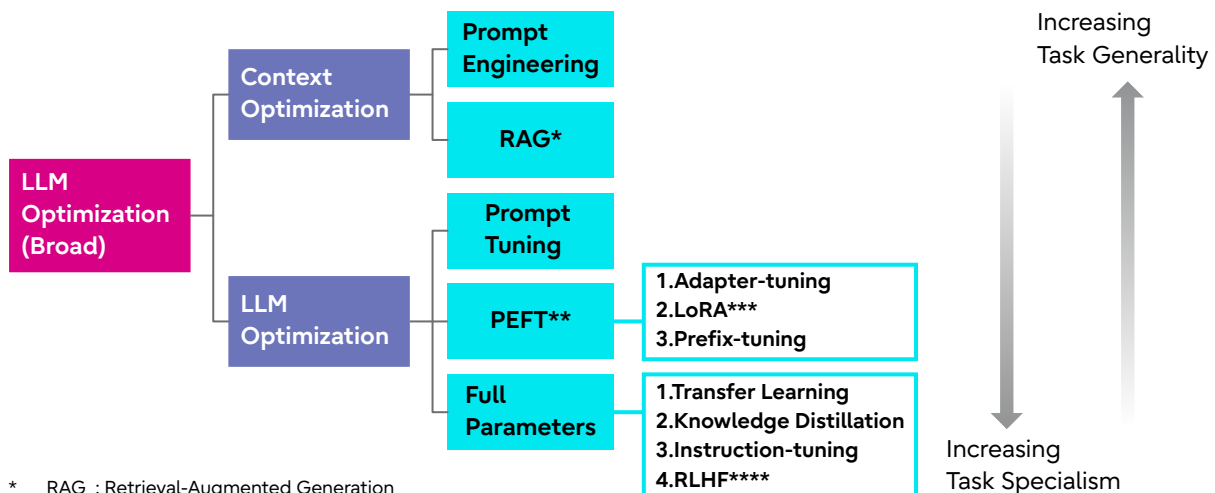 LLM
Optimization
(Broad)
Context
Optimization
LLM
Optimization
Prompt
Engineering
RAG*
Prompt
Tuning
PEFT**
Full
Parameters
1.Adapter-tuning
2.LoRA***
3.Prefix-tuning
1.Transfer Learning
2.Knowledge Distillation
3.Instruction-tuning
4.RLHF****
Increasing
Task Generality
Increasing
Task Specialism
* RAG : Retrieval-Augmented Generation